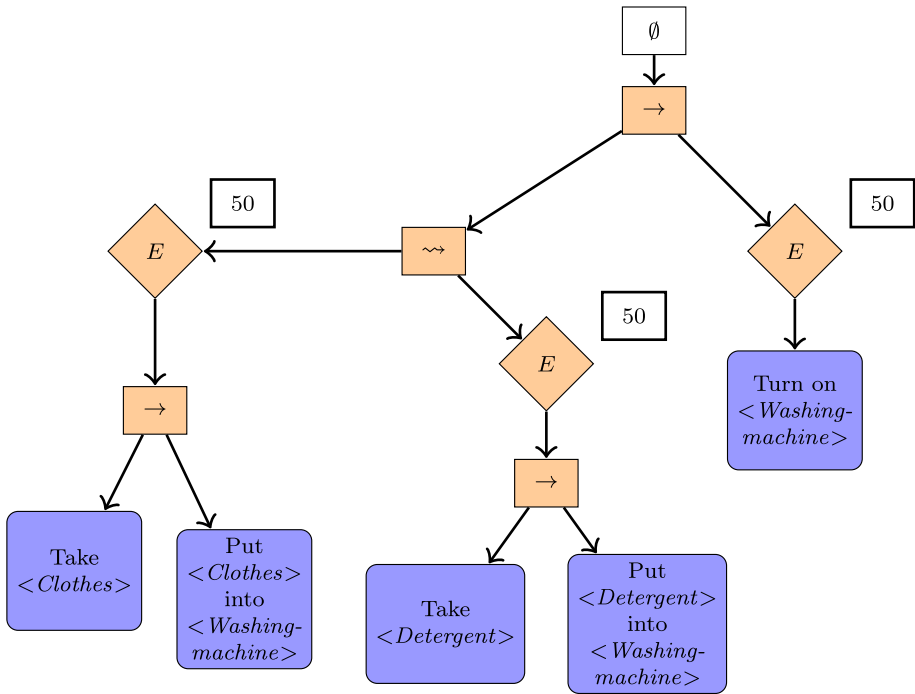 ∅
→
50
50
E
⇝
E
50
E
Turn on
<Washing-
machine>
→
→
Take
<Clothes>
Put
<Clothes>
into
<Washing-
machine>
Take
<Detergent>
Put
<Detergent>
into
<Washing-
machine>